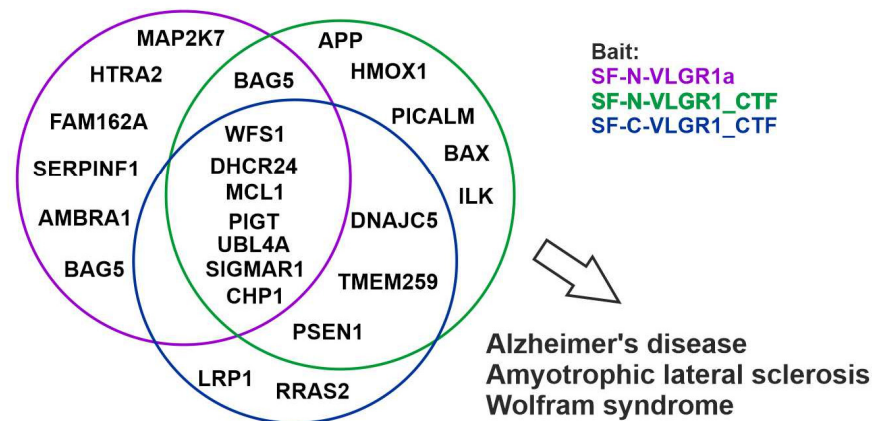 MAP2K7
HTRA2
FAM162A
SERPINF1
AMBRA1
BAG5
BAG5
WFS1
DHCR24
MCL1
PIGT
UBL4A
SIGMAR1
CHP1
APP
HMOX1
PICALM
BAX
ILK
DNAJC5
TMEM259
PSEN1
LRP1
RRAS2
Bait:
SF-N-VLGR1a
SF-N-VLGR1_CTF
SF-C-VLGR1_CTF
Alzheimer's disease
Amyotrophic lateral sclerosis
Wolfram syndrome